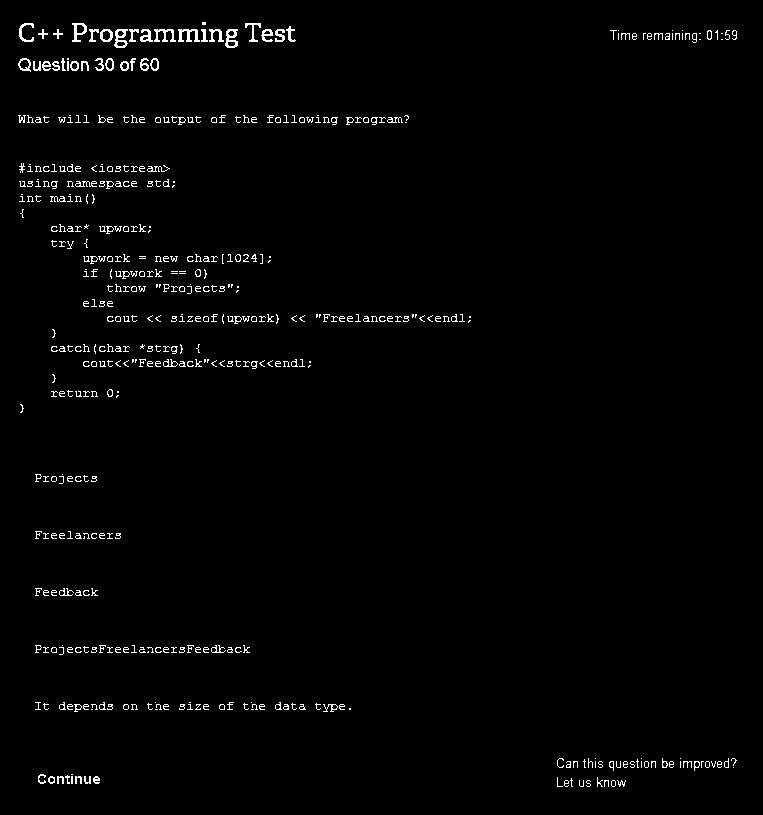 C++ Programming Test
Time remaining: 01:59
Question 30 of 60
What will be the output of the following program?
#include <iostream>
using namespace std;
int main()
{
    char* upwork;
    try {
        upwork = new char[1024];
        if (upwork == 0)
           throw "Projects";
        else
           cout << sizeof(upwork) << "Freelancers"<<endl;
    }
    catch(char *strg) {
        cout<<"Feedback"<<strg<<endl;
    }
    return 0;
}
Projects
Freelancers
Feedback
ProjectsFreelancersFeedback
It depends on the size of the data type.
Continue
Can this question be improved?
Let us know